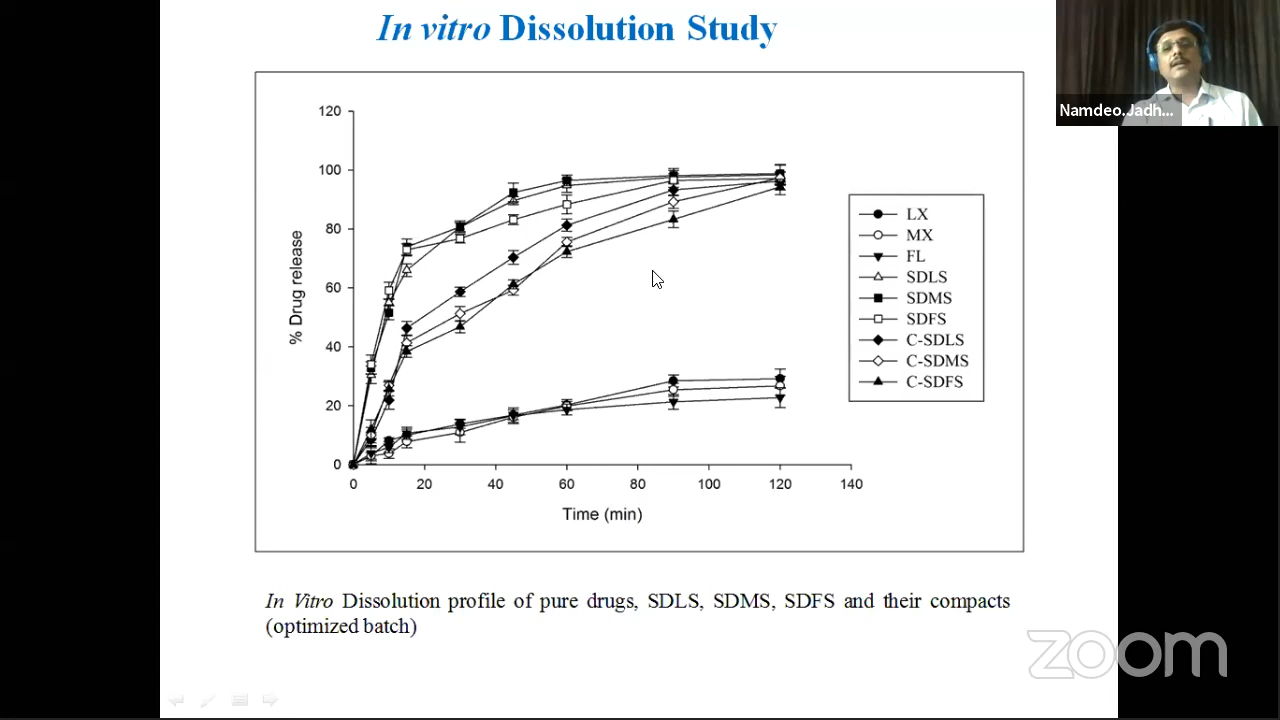 In vitro Dissolution Study
Namdeo.Jadh...
120
100
80
60
40
20
0
% Drug release
0 20 40 60 80 100 120 140
Time (min)
LX
MX
FL
SDLS
SDMS
SDFS
C-SDLS
C-SDMS
C-SDFS
In Vitro Dissolution profile of pure drugs, SDLS, SDMS, SDFS and their compacts
(optimized batch)
zoom